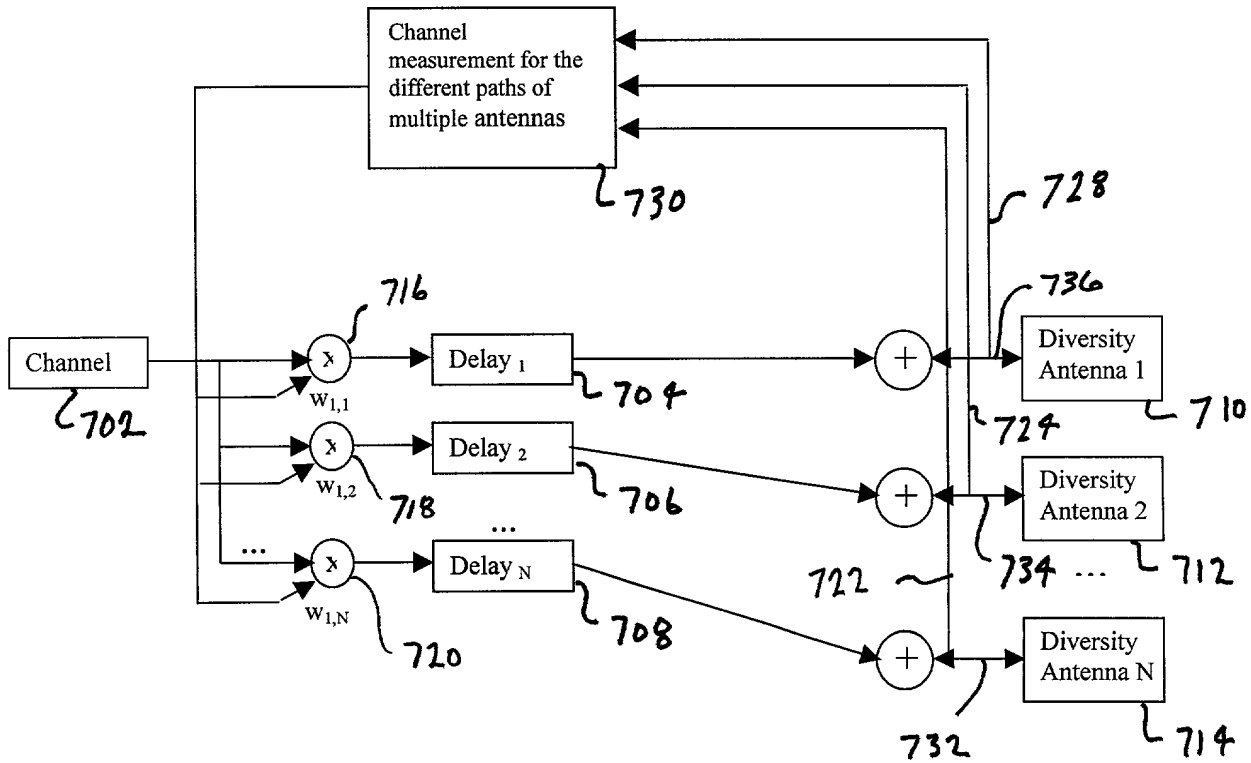 Channel
measurement for the
different paths of
multiple antennas
730
728
716
736
Channel
702
x
w1,1
Delay 1
704
+
Diversity
Antenna 1
710
724
x
w1,2
718
Delay 2
706
+
Diversity
Antenna 2
712
734
...
...
...
x
w1,N
720
Delay N
708
722
+
732
Diversity
Antenna N
714